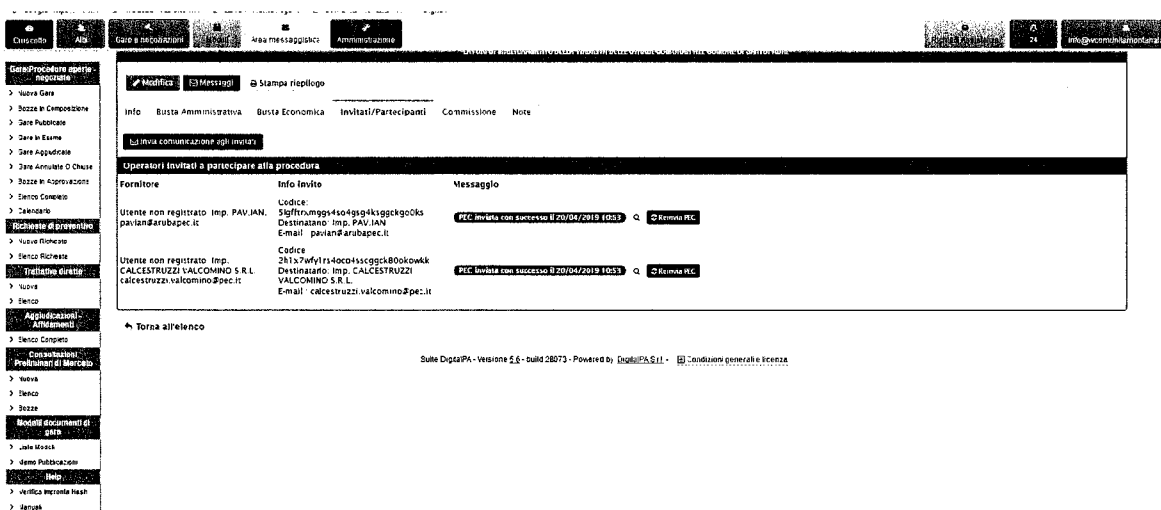 Cruscotto
Albi
Gare e negoziazioni
Area messaggistica
Amministrazione
24
Gare/Procedure aperte - negoziate
> Nuova Gara
> Bozze In Composizione
> Gare Pubblicate
> Gare In Esame
> Gare Aggiudicate
> Gare Annullate O Chiuse
> Bozze In Approvazione
> Elenco Completo
> Calendario
Richieste di preventivo
> Nuova Richiesta
> Elenco Richieste
Trattative dirette
> Nuova
> Elenco
Aggiudicazioni - Affidamenti
> Elenco Completo
Consultazioni Preliminari di Mercato
> Nuova
> Elenco
> Bozze
Modelli documenti di gara
> Lista Modelli
> Memo Pubblicazioni
Help
> Verifica Impronta Hash
> Manuali
Modifica Messaggi Stampa riepilogo
Info Busta Amministrativa Busta Economica Invitati/Partecipanti Commissione Note
Invia comunicazione agli invitati
Operatori invitati a partecipare alla procedura
Fornitore Info invito Messaggio
Utente non registrato Imp. PAV.IAN.
pavian@arubapec.it
Codice:
Destinatario: Imp. PAV.IAN
E-mail : pavian@arubapec.it
PEC inviata con successo il 20/04/2019 10:53 Reinvia PEC
Utente non registrato Imp.
CALCESTRUZZI VALCOMINO S.R.L.
calcestruzzi.valcomino@pec.it
Codice
Destinatario: Imp. CALCESTRUZZI
VALCOMINO S.R.L.
E-mail : calcestruzzi.valcomino@pec.it
PEC inviata con successo il 20/04/2019 10:53 Reinvia PEC
Torna all'elenco
Suite DigitalPA - Versione 5.6 - build 28073 - Powered by DigitalPA S.r.l. - Condizioni generali e licenza